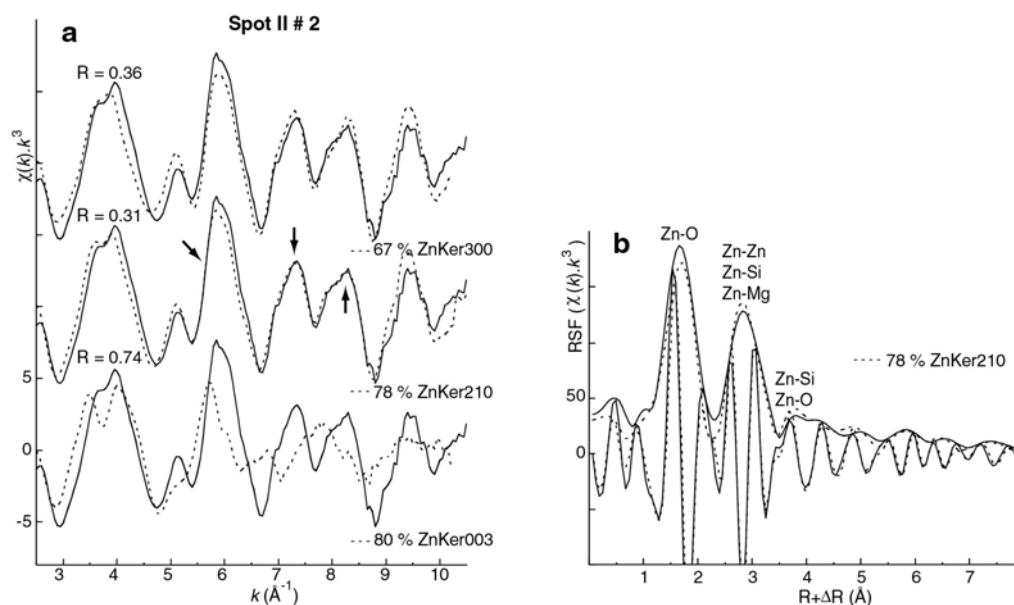 Spot II # 2
a
R = 0.36
χ(k).k³
67 % ZnKer300
R = 0.31
78 % ZnKer210
R = 0.74
5
0
-5
80 % ZnKer003
3 4 5 6 7 8 9 10
k (Å⁻¹)
b
Zn-O
Zn-Zn
Zn-Si
Zn-Mg
78 % ZnKer210
Zn-Si
Zn-O
RSF (χ(k).k³)
50
0
1 2 3 4 5 6 7
R+ΔR (Å)